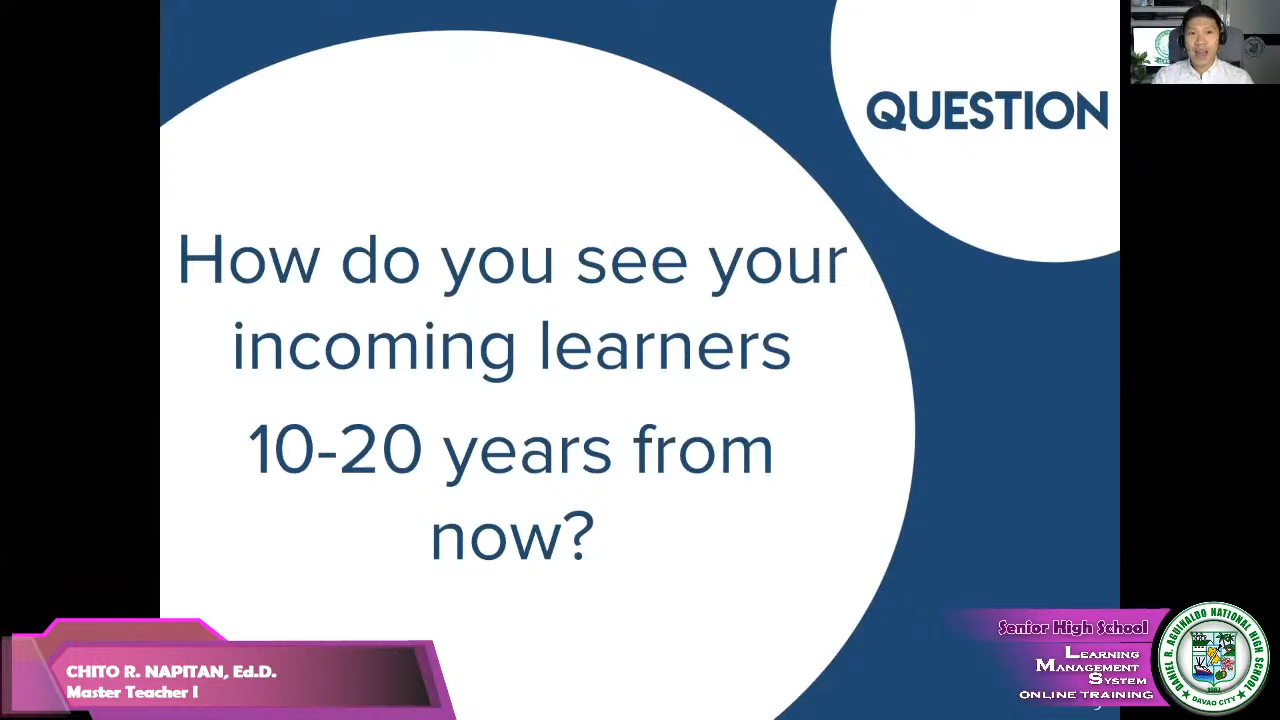 QUESTION
How do you see your
incoming learners
10-20 years from
now?
CHITO R. NAPITAN, Ed.D.
Master Teacher I
Senior High School
LEARNING
MANAGEMENT
SYSTEM
ONLINE TRAINING
DANIEL R. AGUINALDO NATIONAL HIGH SCHOOL
DAVAO CITY